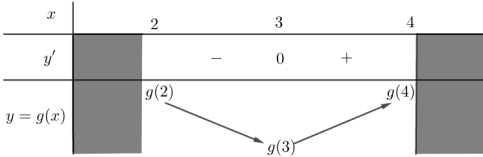 x 2 3 4
y′ − 0 +
g(2) g(4)
y = g(x)
g(3)